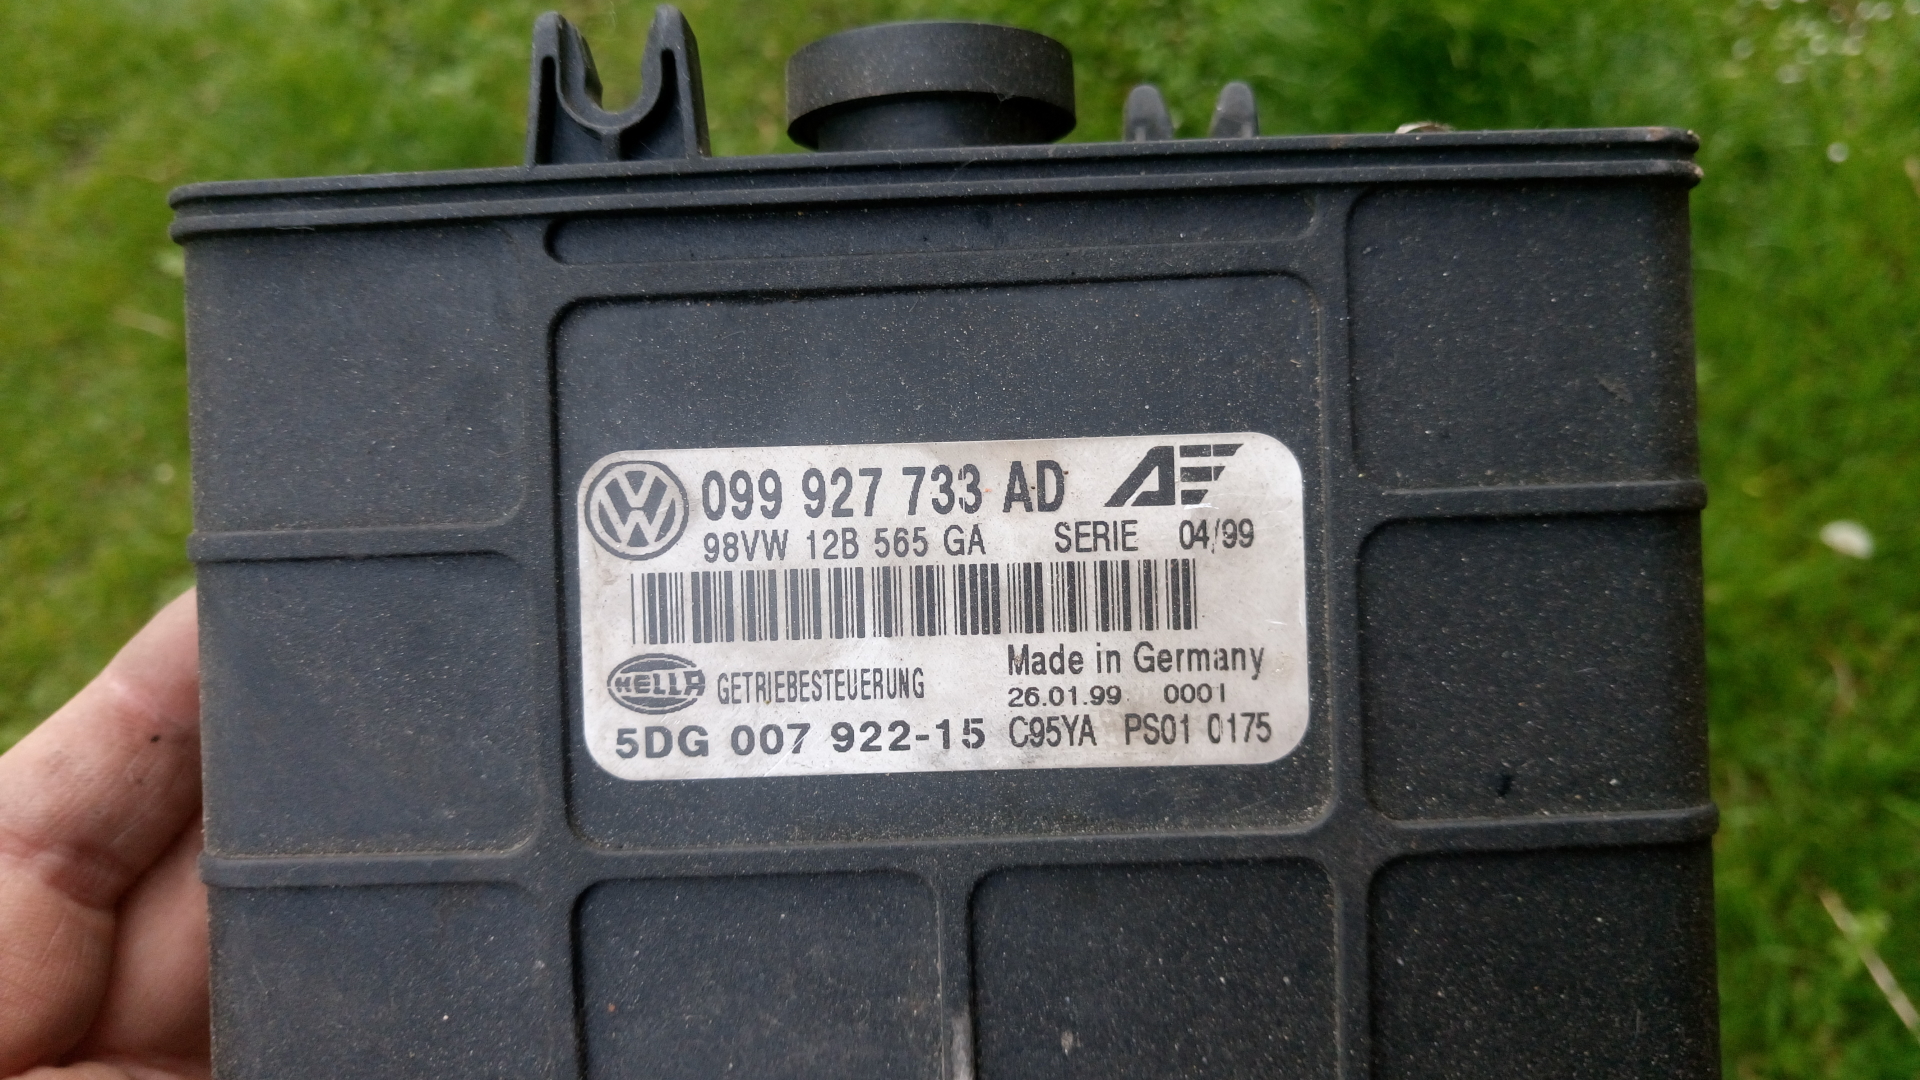 099 927 733 AD
98VW 12B 565 GA SERIE 04/99
Made in Germany
HELLA GETRIEBESTEUERUNG 26.01.99 0001
5DG 007 922-15 C95YA PS01 0175